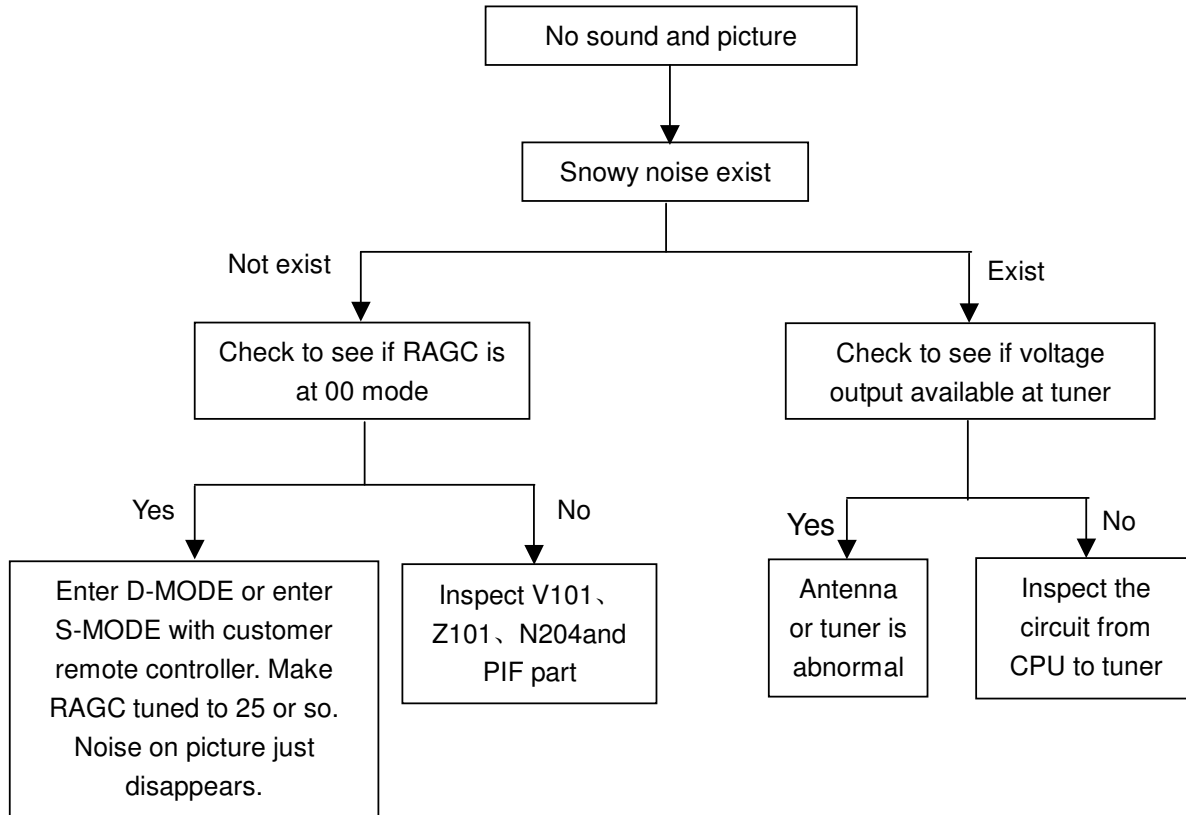 No sound and picture
Snowy noise exist
Not exist
Exist
Check to see if RAGC is
at 00 mode
Check to see if voltage
output available at tuner
Yes
No
Yes
No
Enter D-MODE or enter
S-MODE with customer
remote controller. Make
RAGC tuned to 25 or so.
Noise on picture just
disappears.
Inspect V101、
Z101、N204and
PIF part
Antenna
or tuner is
abnormal
Inspect the
circuit from
CPU to tuner